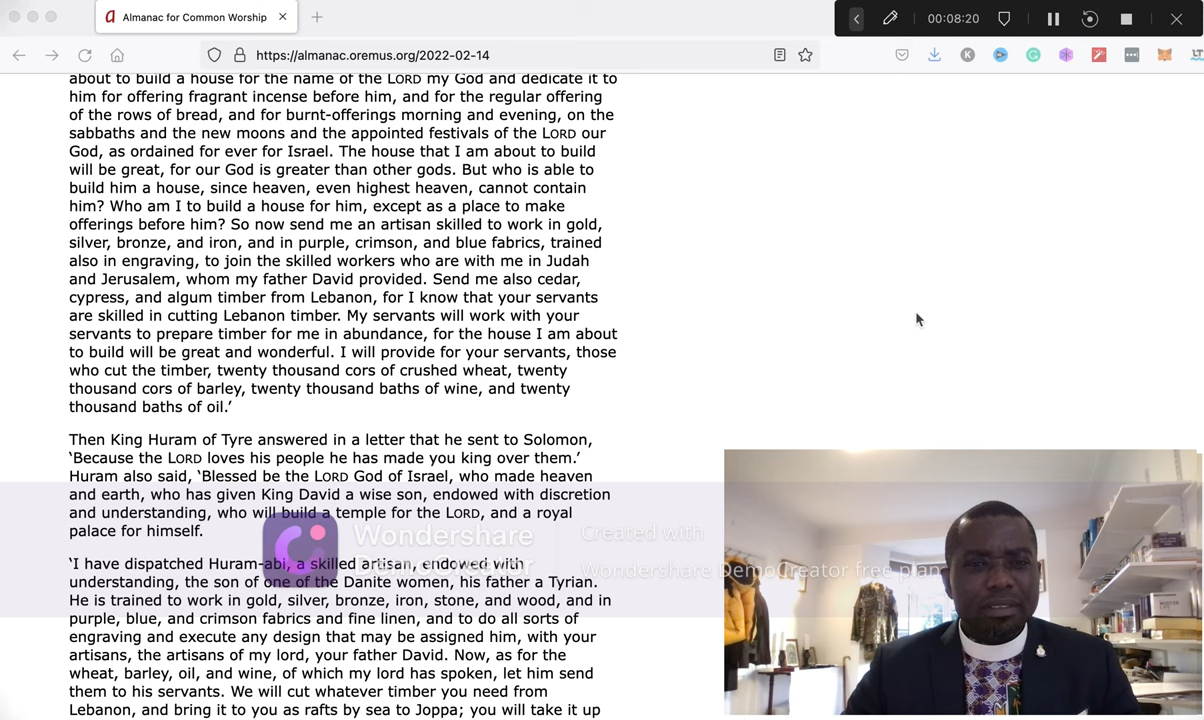 Almanac for Common Worship
00:08:20
https://almanac.oremus.org/2022-02-14
about to build a house for the name of the LORD my God and dedicate it to
him for offering fragrant incense before him, and for the regular offering
of the rows of bread, and for burnt-offerings morning and evening, on the
sabbaths and the new moons and the appointed festivals of the LORD our
God, as ordained for ever for Israel. The house that I am about to build
will be great, for our God is greater than other gods. But who is able to
build him a house, since heaven, even highest heaven, cannot contain
him? Who am I to build a house for him, except as a place to make
offerings before him? So now send me an artisan skilled to work in gold,
silver, bronze, and iron, and in purple, crimson, and blue fabrics, trained
also in engraving, to join the skilled workers who are with me in Judah
and Jerusalem, whom my father David provided. Send me also cedar,
cypress, and algum timber from Lebanon, for I know that your servants
are skilled in cutting Lebanon timber. My servants will work with your
servants to prepare timber for me in abundance, for the house I am about
to build will be great and wonderful. I will provide for your servants, those
who cut the timber, twenty thousand cors of crushed wheat, twenty
thousand cors of barley, twenty thousand baths of wine, and twenty
thousand baths of oil.’
Then King Huram of Tyre answered in a letter that he sent to Solomon,
‘Because the LORD loves his people he has made you king over them.’
Huram also said, ‘Blessed be the LORD God of Israel, who made heaven
and earth, who has given King David a wise son, endowed with discretion
and understanding, who will build a temple for the LORD, and a royal
palace for himself.
‘I have dispatched Huram-abi, a skilled artisan, endowed with
understanding, the son of one of the Danite women, his father a Tyrian.
He is trained to work in gold, silver, bronze, iron, stone, and wood, and in
purple, blue, and crimson fabrics and fine linen, and to do all sorts of
engraving and execute any design that may be assigned him, with your
artisans, the artisans of my lord, your father David. Now, as for the
wheat, barley, oil, and wine, of which my lord has spoken, let him send
them to his servants. We will cut whatever timber you need from
Lebanon, and bring it to you as rafts by sea to Joppa; you will take it up
Wondershare
DemoCreator
Created with
Wondershare DemoCreator free plan